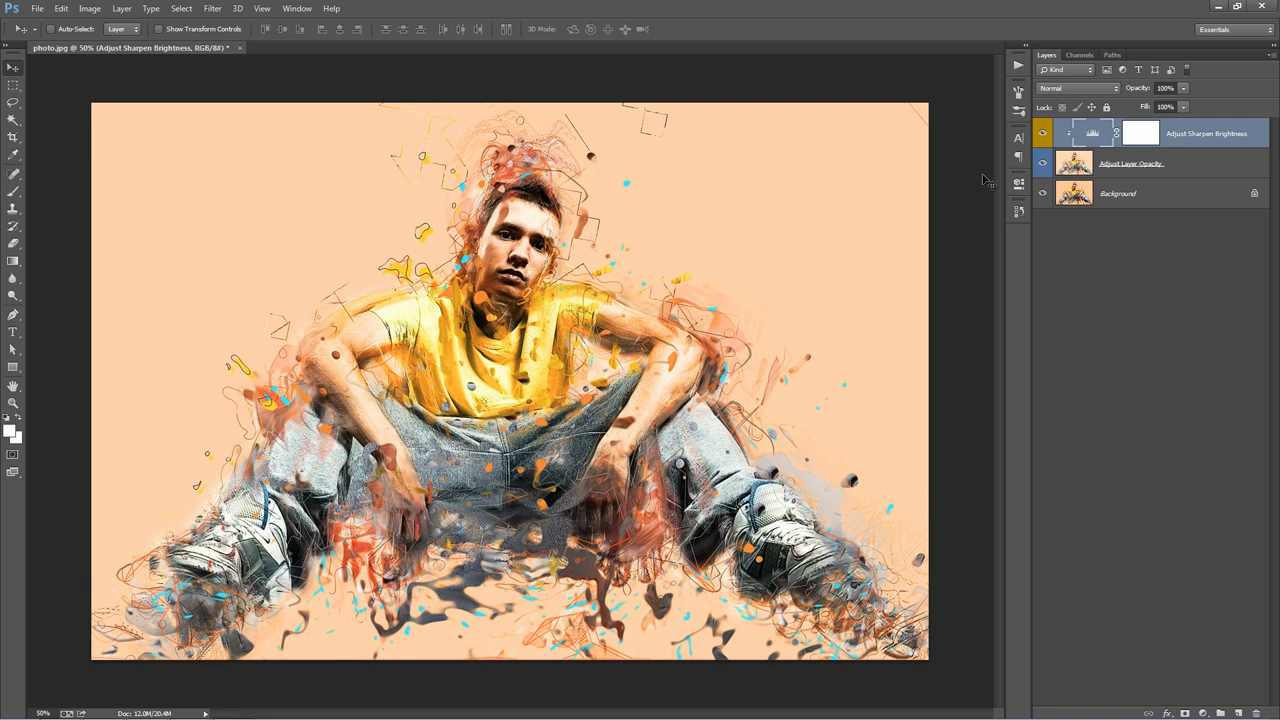 Ps File Edit Image Layer Type Select Filter 3D View Window Help
Auto-Select: Layer Show Transform Controls 3D Mode: Essentials
photo.jpg @ 50% (Adjust Sharpen Brightness, RGB/8#) * ×
Layers Channels Paths
Kind
Normal Opacity: 100%
Lock: Fill: 100%
Adjust Sharpen Brightness
Adjust Layer Opacity
Background
50% Doc: 12.0M/20.4M